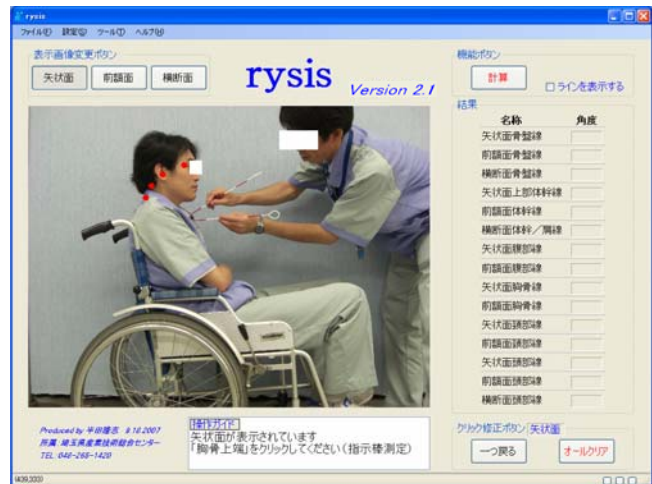 rysis
ファイル(F) 設定(S) ツール(T) ヘルプ(H)
表示画像変更ボタン
矢状面 前額面 横断面
rysis Version 2.1
機能ボタン
計算 ラインを表示する
結果
名称 角度
矢状面骨盤線
前額面骨盤線
横断面骨盤線
矢状面上部体幹線
前額面体幹線
横断面体幹/肩線
矢状面腹部線
前額面腹部線
矢状面胸骨線
前額面胸骨線
矢状面頭部線
前額面頭部線
矢状面頚部線
前額面頚部線
横断面頭部線
Produced by 平田隆志 9.10.2007
所属 埼玉県産業技術総合センター
TEL 048-265-1420
操作ガイド
矢状面が表示されています
「胸骨上端」をクリックしてください(指示棒測定)
クリック修正ボタン 矢状面
一つ戻る オールクリア
(439,333)